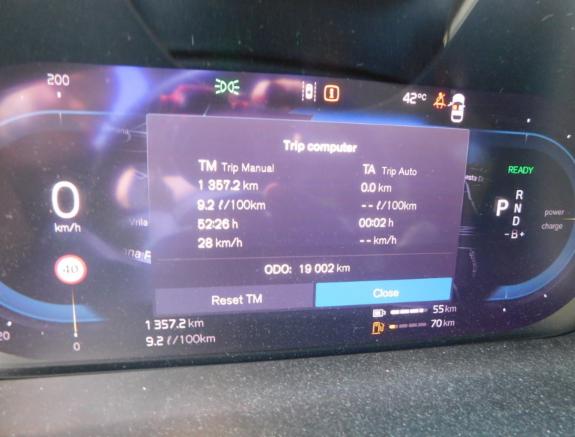 200
42°C
Trip computer
TM Trip Manual
TA Trip Auto
1 357.2 km
0.0 km
9.2 ℓ/100km
-- ℓ/100km
52:26 h
00:02 h
28 km/h
-- km/h
ODO: 19 002 km
Reset TM
Close
0
km/h
40
READY
P
R
N
D
-B+
power
charge
Vrila
1 357.2 km
9.2 ℓ/100km
55 km
70 km
20
0